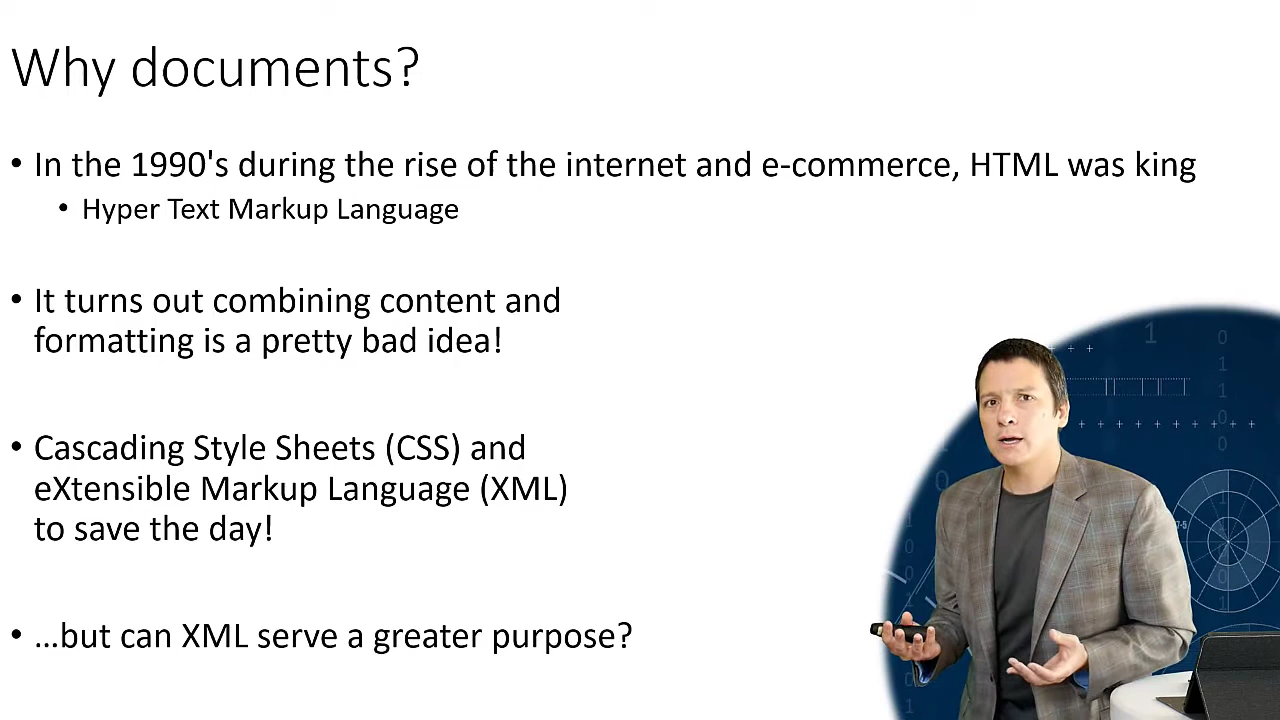 Why documents?
• In the 1990's during the rise of the internet and e-commerce, HTML was king
• Hyper Text Markup Language
• It turns out combining content and
formatting is a pretty bad idea!
• Cascading Style Sheets (CSS) and
eXtensible Markup Language (XML)
to save the day!
• …but can XML serve a greater purpose?